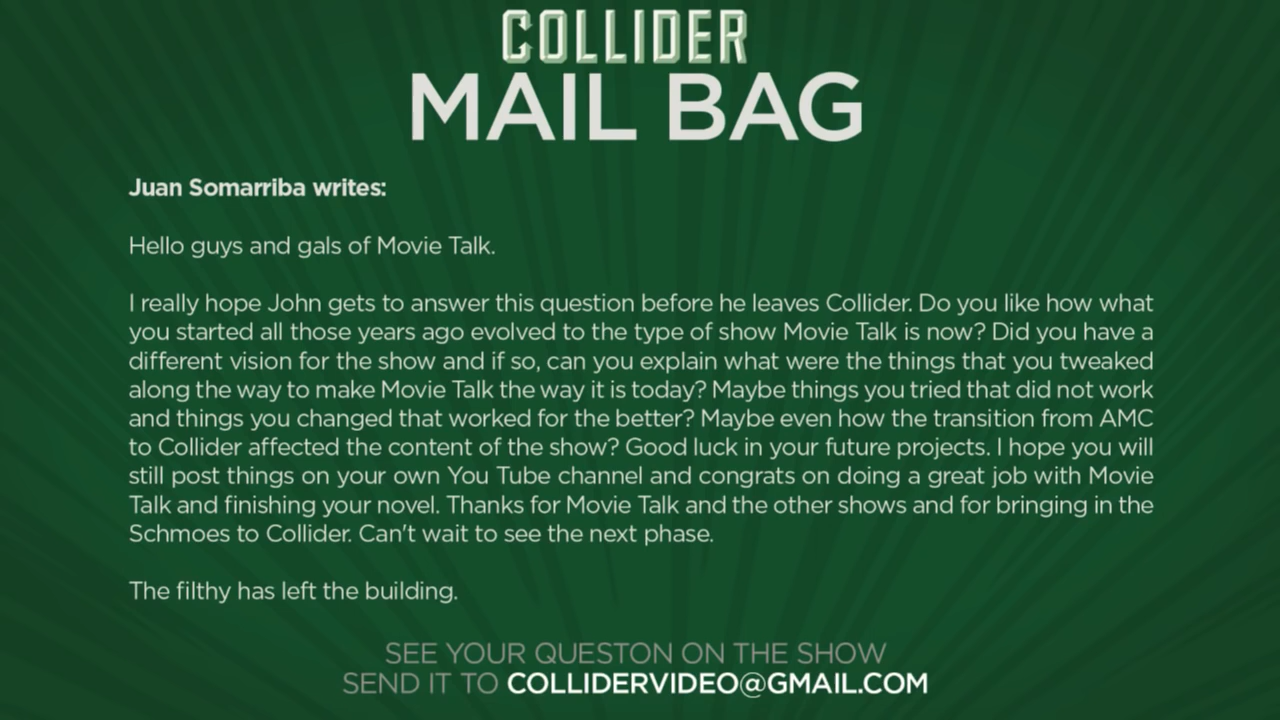 COLLIDER
MAIL BAG
Juan Somarriba writes:
Hello guys and gals of Movie Talk.
I really hope John gets to answer this question before he leaves Collider. Do you like how what
you started all those years ago evolved to the type of show Movie Talk is now? Did you have a
different vision for the show and if so, can you explain what were the things that you tweaked
along the way to make Movie Talk the way it is today? Maybe things you tried that did not work
and things you changed that worked for the better? Maybe even how the transition from AMC
to Collider affected the content of the show? Good luck in your future projects. I hope you will
still post things on your own You Tube channel and congrats on doing a great job with Movie
Talk and finishing your novel. Thanks for Movie Talk and the other shows and for bringing in the
Schmoes to Collider. Can't wait to see the next phase.
The filthy has left the building.
SEE YOUR QUESTON ON THE SHOW
SEND IT TO COLLIDERVIDEO@GMAIL.COM